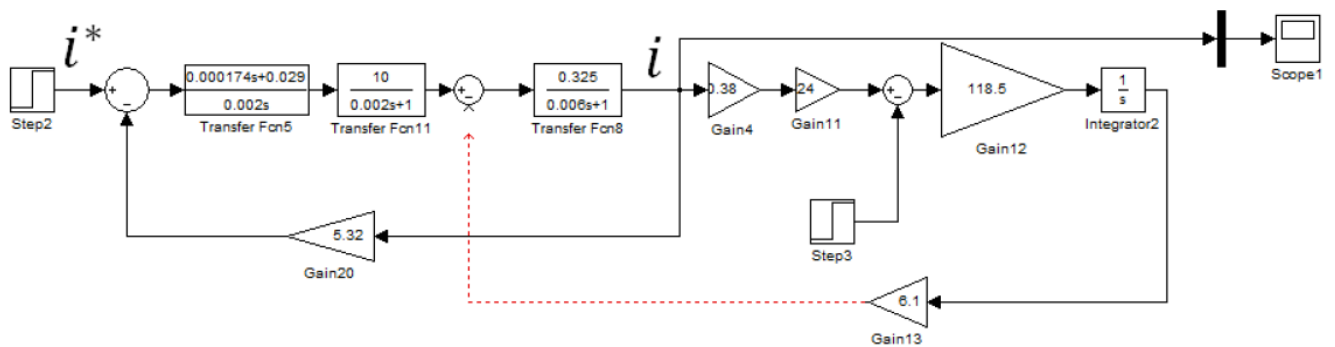 i*
i
Step2
+
-
0.000174s+0.029
0.002s
Transfer Fcn5
10
0.002s+1
Transfer Fcn11
+
-
0.325
0.006s+1
Transfer Fcn8
0.38
Gain4
24
Gain11
+
-
118.5
Gain12
1
s
Integrator2
Scope1
5.32
Gain20
Step3
6.1
Gain13